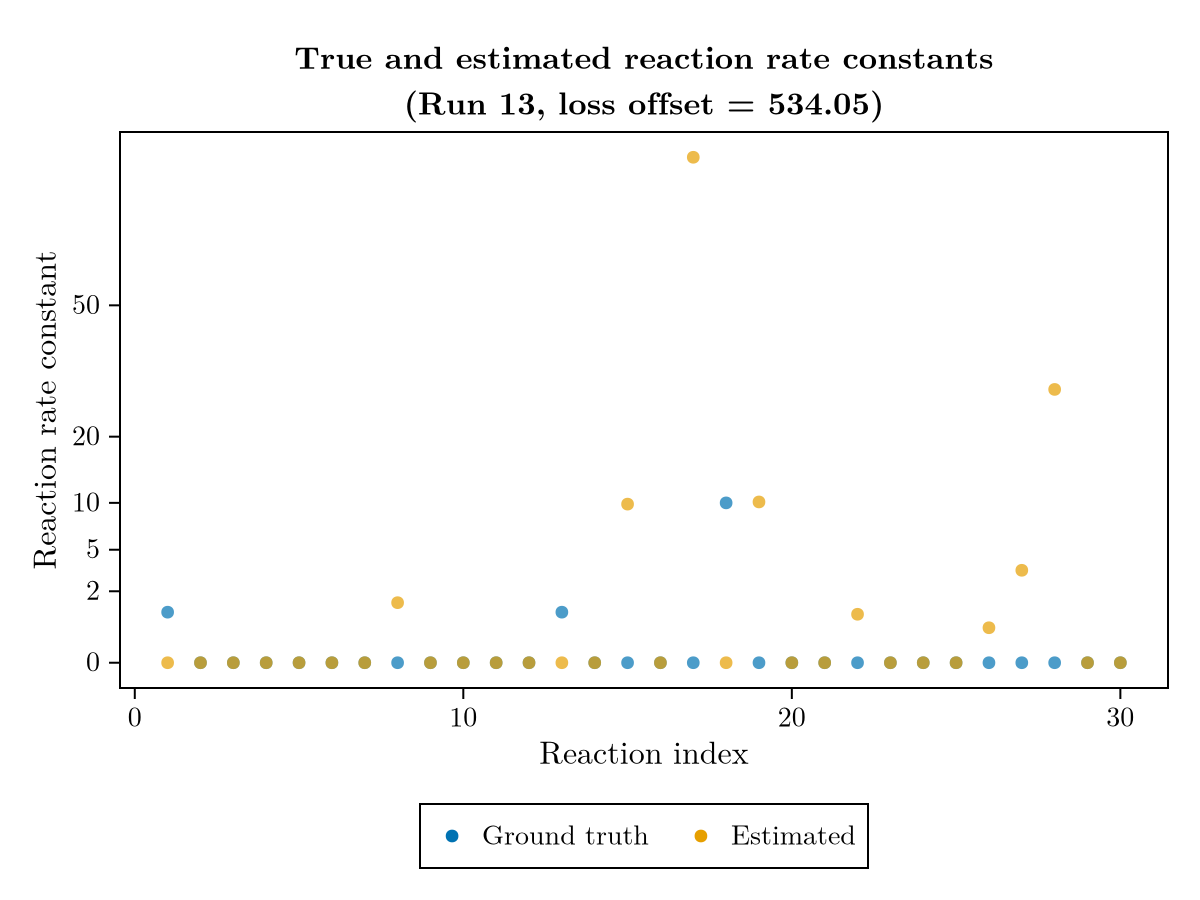 True and estimated reaction rate constants
(Run 13, loss offset = 534.05)
Reaction rate constant
50
20
10
5
2
0
0 10 20 30
Reaction index
Ground truth Estimated